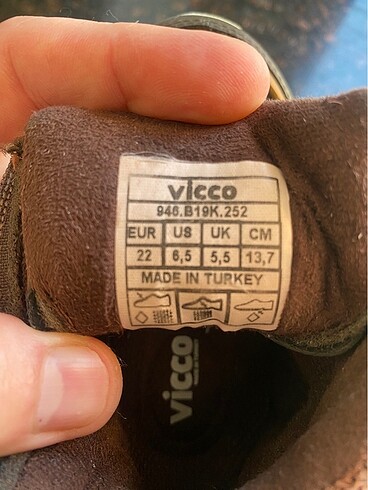 vicco
946.B19K.252
EUR US UK CM
22 6,5 5,5 13,7
MADE IN TURKEY
vicco